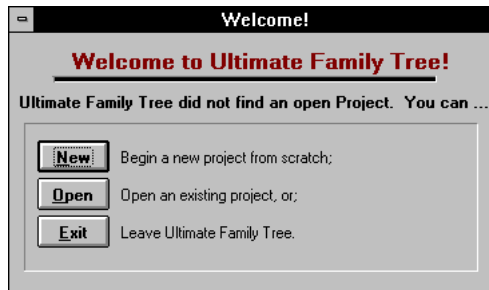 Welcome!
Welcome to Ultimate Family Tree!
Ultimate Family Tree did not find an open Project.  You can ...
New Begin a new project from scratch;
Open Open an existing project, or;
Exit Leave Ultimate Family Tree.